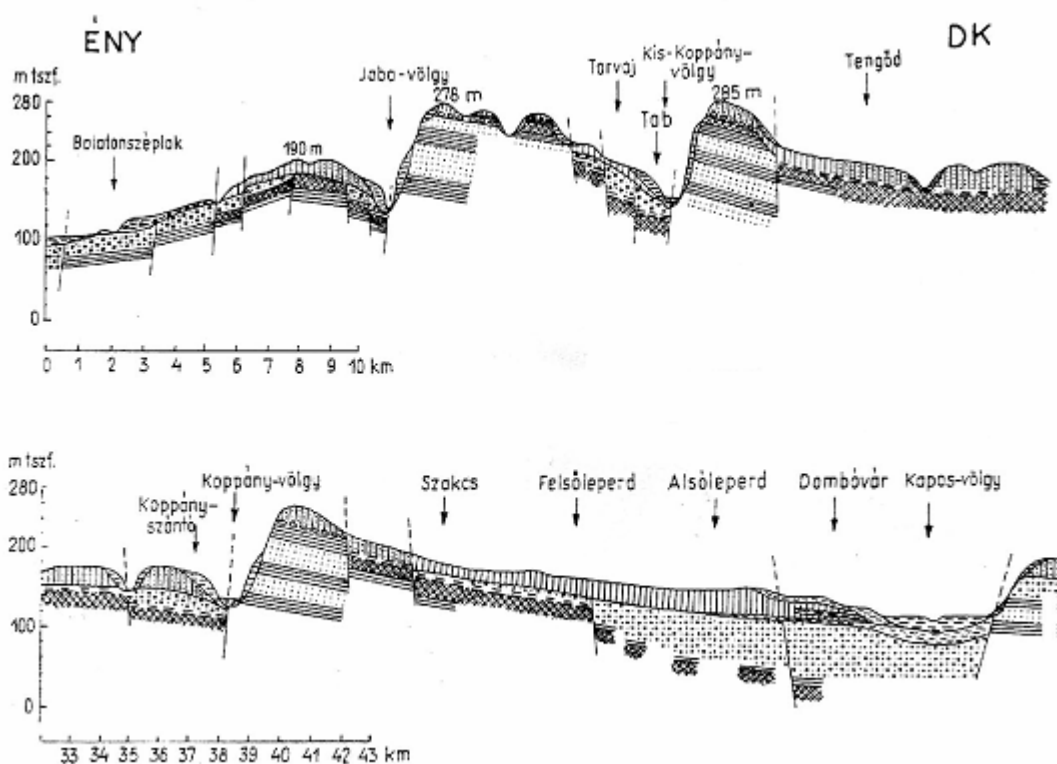 ÉNY
DK
m tszf.
280
200
100
0
Balatonszéplak
190 m
Jaba-völgy
278 m
Torvaj
Kis-Koppány-
völgy
Tab
285 m
Tengőd
0 1 2 3 4 5 6 7 8 9 10 km
m tszf.
280
200
100
0
Koppány-
szántó
Koppány-völgy
Szakcs
Felsőleperd
Alsóleperd
Dombóvár
Kapos-völgy
33 34 35 36 37 38 39 40 41 42 43 km